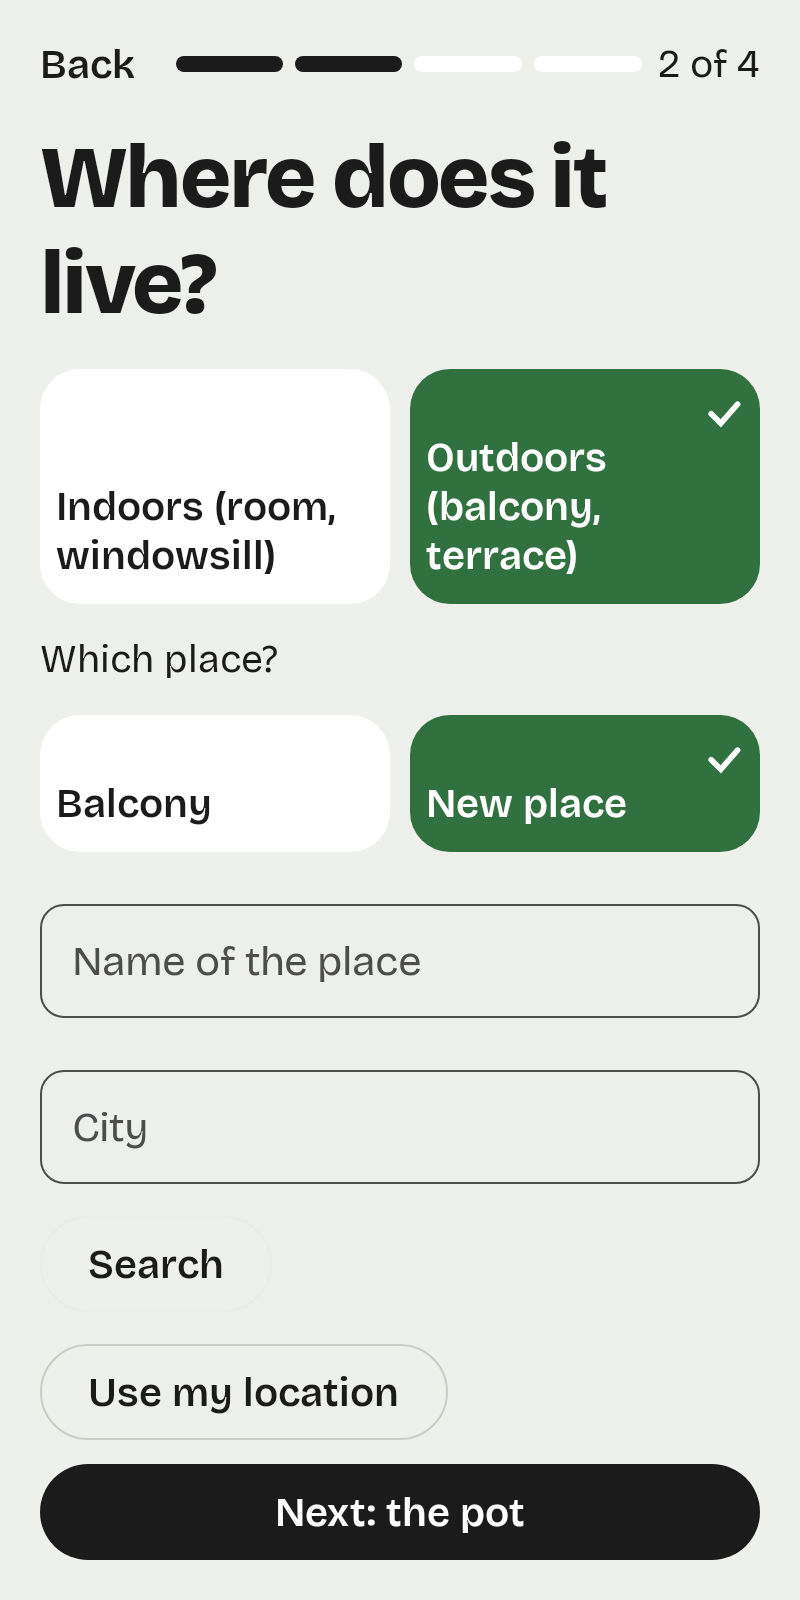 Back
2 of 4
Where does it
live?
Indoors (room,
windowsill)
Outdoors
(balcony,
terrace)
Which place?
Balcony
New place
Name of the place
City
Search
Use my location
Next: the pot